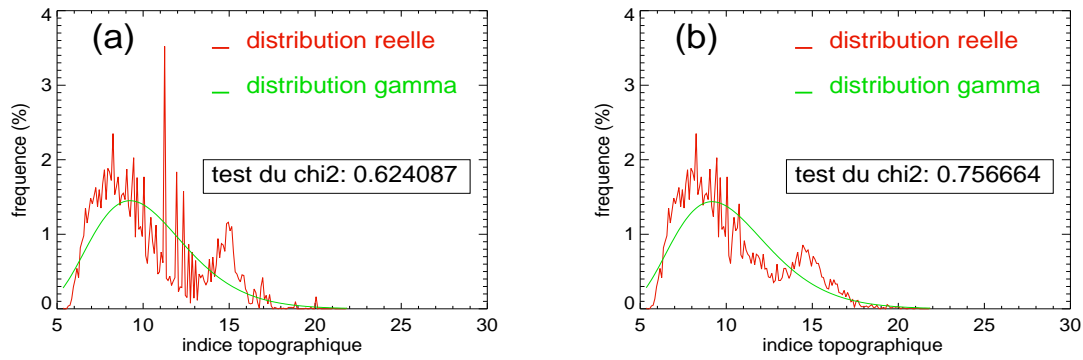 (a)
distribution reelle
distribution gamma
test du chi2: 0.624087
frequence (%)
4
3
2
1
0
5 10 15 20 25 30
indice topographique
(b)
distribution reelle
distribution gamma
test du chi2: 0.756664
frequence (%)
4
3
2
1
0
5 10 15 20 25 30
indice topographique